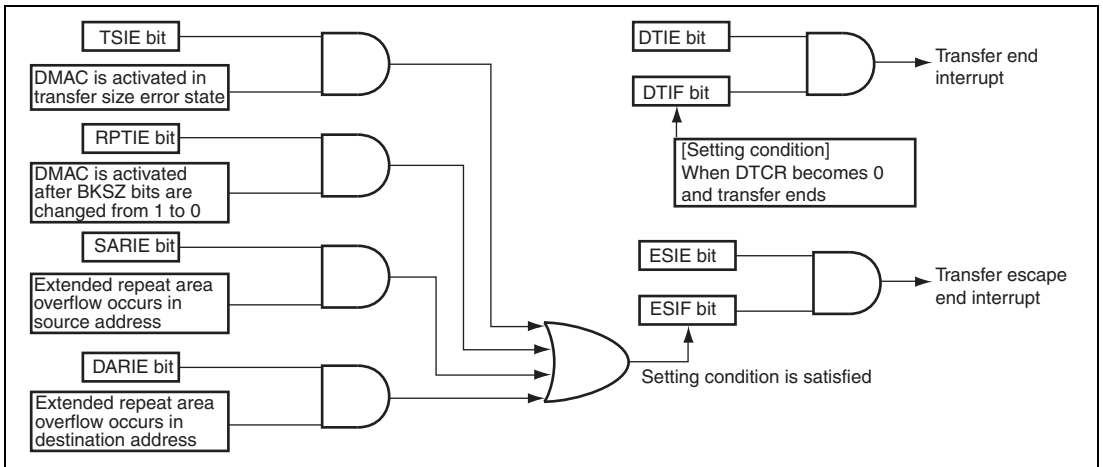 TSIE bit
DMAC is activated in
transfer size error state
RPTIE bit
DMAC is activated
after BKSZ bits are
changed from 1 to 0
SARIE bit
Extended repeat area
overflow occurs in
source address
DARIE bit
Extended repeat area
overflow occurs in
destination address
DTIE bit
DTIF bit
[Setting condition]
When DTCR becomes 0
and transfer ends
Transfer end
interrupt
ESIE bit
ESIF bit
Setting condition is satisfied
Transfer escape
end interrupt